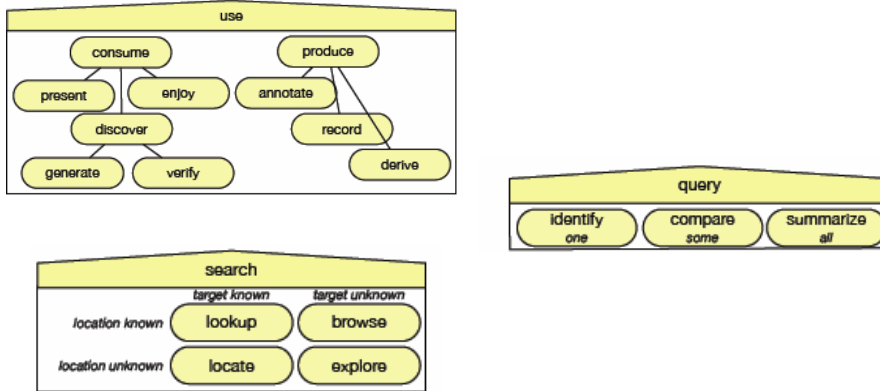 use
consume
produce
present
enjoy
annotate
discover
record
generate
verify
derive
query
identify
one
compare
some
summarize
all
search
target known
target unknown
location known
lookup
browse
location unknown
locate
explore